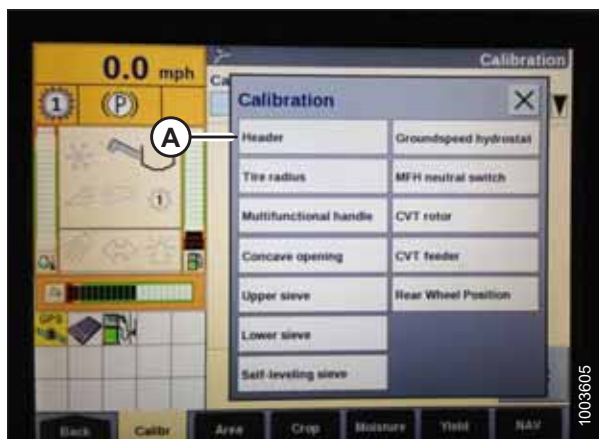 0.0 mph
Calibration
Ca
1
(P)
A
Calibration
X
Header
Groundspeed hydrostat
Tire radius
MFH neutral switch
1
Multifunctional handle
CVT rotor
Concave opening
CVT feeder
Upper sieve
Rear Wheel Position
GPS
Lower sieve
Self-leveling sieve
Back
Calibr
Area
Crop
Moisture
Yield
NAV
1003605